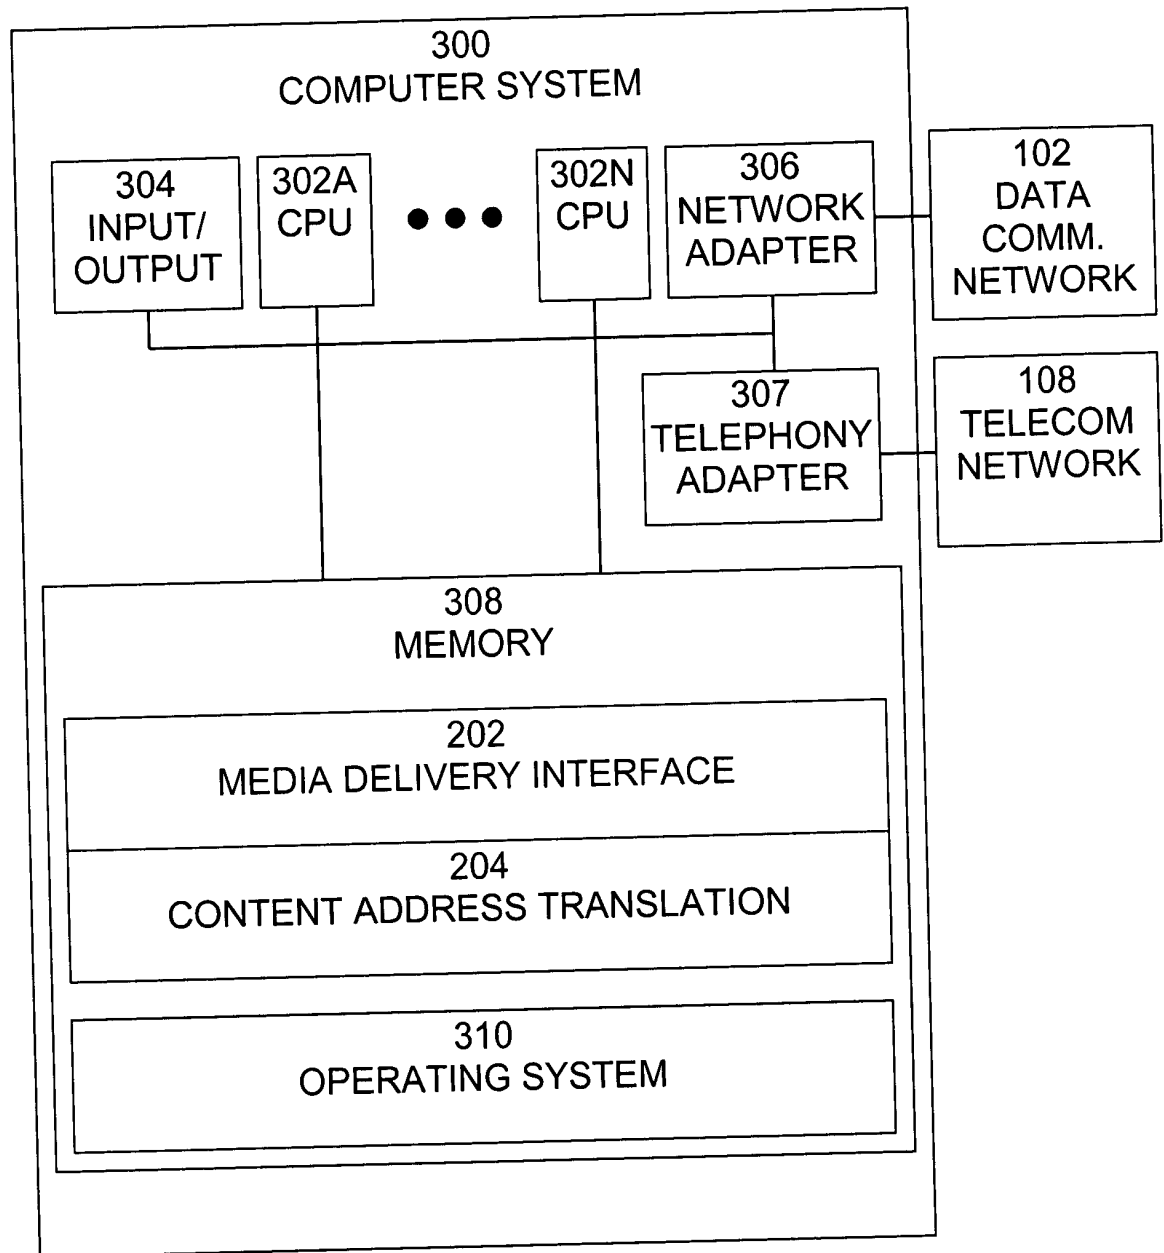 300
COMPUTER SYSTEM
304
INPUT/
OUTPUT
302A
CPU
302N
CPU
306
NETWORK
ADAPTER
102
DATA
COMM.
NETWORK
307
TELEPHONY
ADAPTER
108
TELECOM
NETWORK
308
MEMORY
202
MEDIA DELIVERY INTERFACE
204
CONTENT ADDRESS TRANSLATION
310
OPERATING SYSTEM